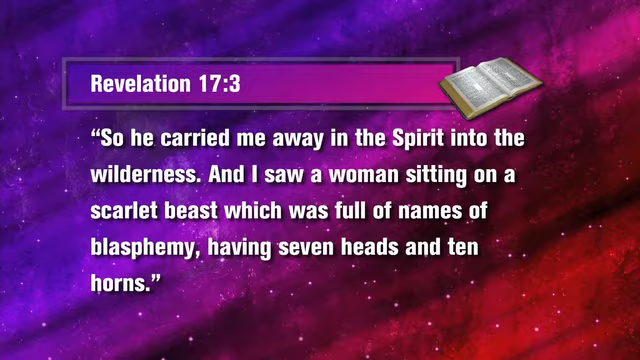 Revelation 17:3
“So he carried me away in the Spirit into the
wilderness. And I saw a woman sitting on a
scarlet beast which was full of names of
blasphemy, having seven heads and ten
horns.”